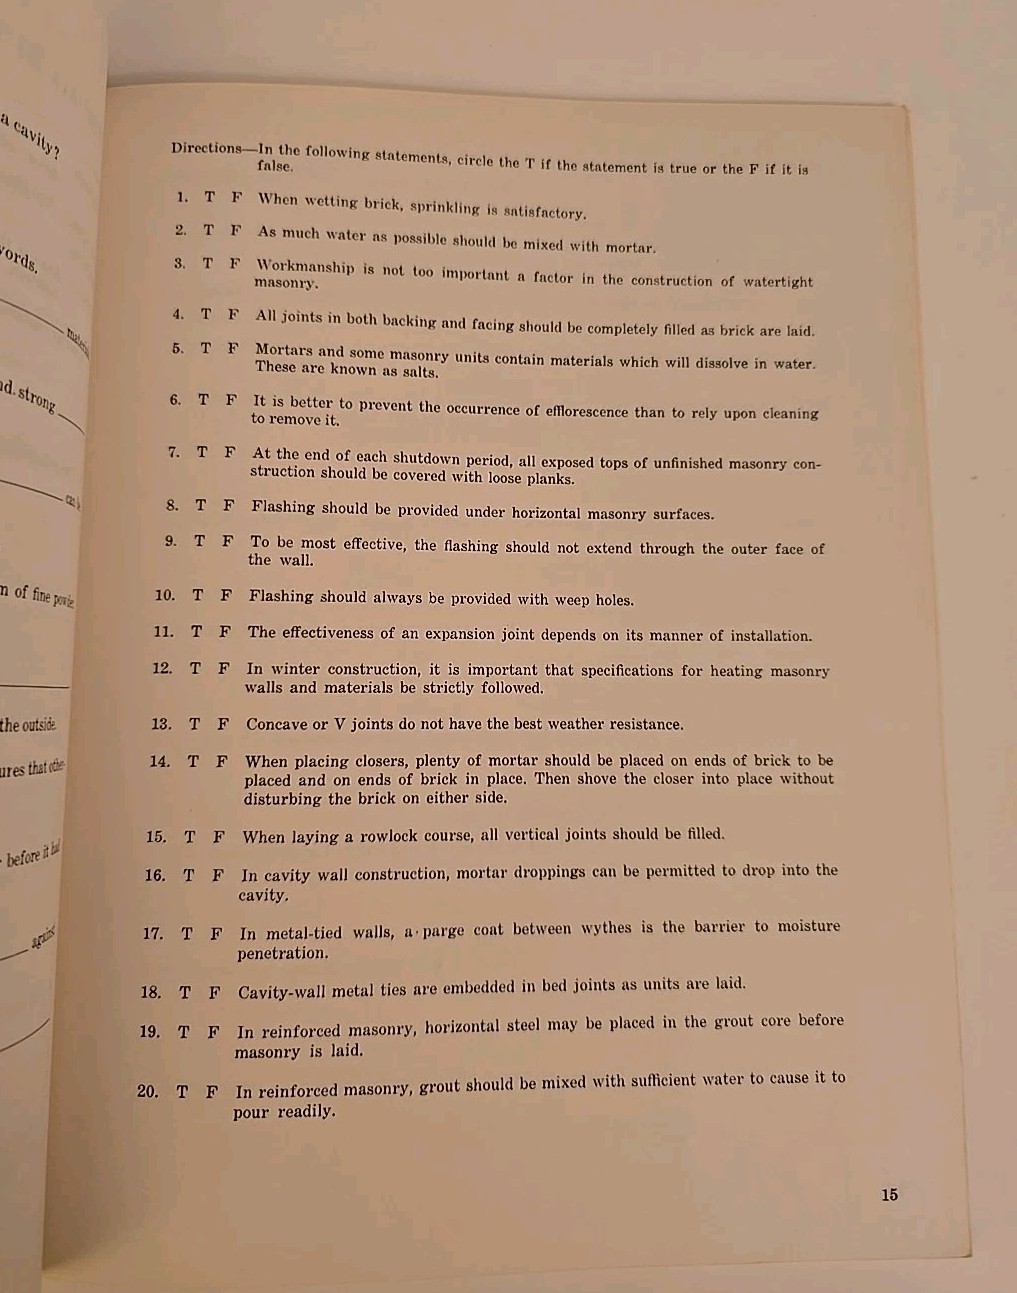 a cavity?
words.
nd. strong
can
n of fine
the outside.
ures that
before it
against
Directions—In the following statements, circle the T if the statement is true or the F if it is
false.
1. T F When wetting brick, sprinkling is satisfactory.
2. T F As much water as possible should be mixed with mortar.
3. T F Workmanship is not too important a factor in the construction of watertight
masonry.
4. T F All joints in both backing and facing should be completely filled as brick are laid.
5. T F Mortars and some masonry units contain materials which will dissolve in water.
These are known as salts.
6. T F It is better to prevent the occurrence of efflorescence than to rely upon cleaning
to remove it.
7. T F At the end of each shutdown period, all exposed tops of unfinished masonry con-
struction should be covered with loose planks.
8. T F Flashing should be provided under horizontal masonry surfaces.
9. T F To be most effective, the flashing should not extend through the outer face of
the wall.
10. T F Flashing should always be provided with weep holes.
11. T F The effectiveness of an expansion joint depends on its manner of installation.
12. T F In winter construction, it is important that specifications for heating masonry
walls and materials be strictly followed.
13. T F Concave or V joints do not have the best weather resistance.
14. T F When placing closers, plenty of mortar should be placed on ends of brick to be
placed and on ends of brick in place. Then shove the closer into place without
disturbing the brick on either side.
15. T F When laying a rowlock course, all vertical joints should be filled.
16. T F In cavity wall construction, mortar droppings can be permitted to drop into the
cavity.
17. T F In metal-tied walls, a parge coat between wythes is the barrier to moisture
penetration.
18. T F Cavity-wall metal ties are embedded in bed joints as units are laid.
19. T F In reinforced masonry, horizontal steel may be placed in the grout core before
masonry is laid.
20. T F In reinforced masonry, grout should be mixed with sufficient water to cause it to
pour readily.
15